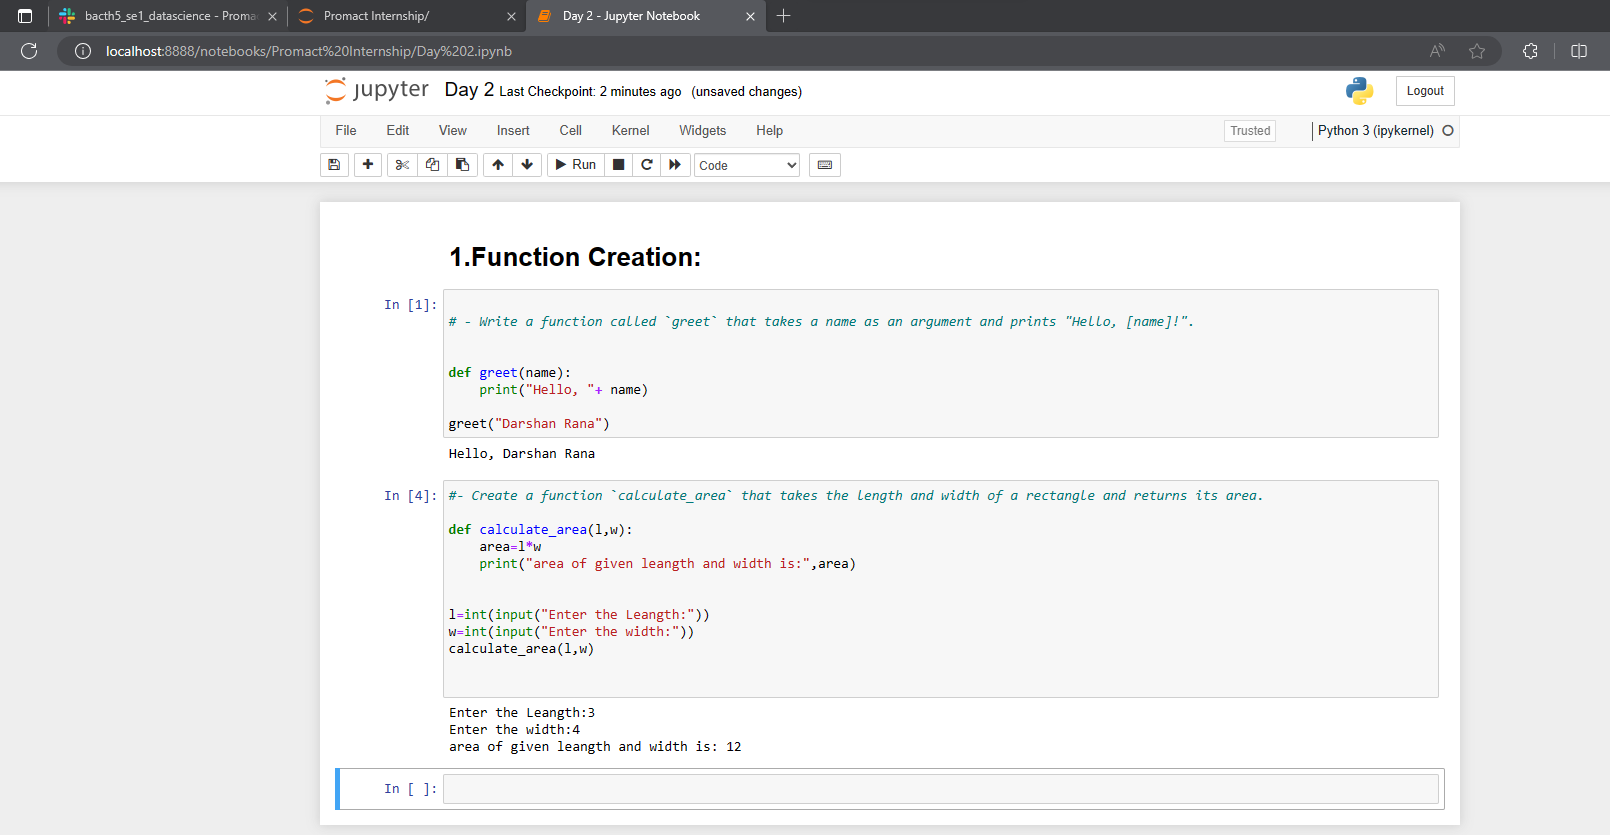 bacth5_se1_datascience - Proma
Promact Internship/
Day 2 - Jupyter Notebook
localhost:8888/notebooks/Promact%20Internship/Day%202.ipynb
jupyter Day 2 Last Checkpoint: 2 minutes ago (unsaved changes)
Logout
File Edit View Insert Cell Kernel Widgets Help
Trusted
Python 3 (ipykernel)
Run
Code
1.Function Creation:
In [1]:
# - Write a function called `greet` that takes a name as an argument and prints "Hello, [name]!".
def greet(name):
print("Hello, "+ name)
greet("Darshan Rana")
Hello, Darshan Rana
In [4]:
#- Create a function `calculate_area` that takes the length and width of a rectangle and returns its area.
def calculate_area(l,w):
area=l*w
print("area of given leangth and width is:",area)
l=int(input("Enter the Leangth:"))
w=int(input("Enter the width:"))
calculate_area(l,w)
Enter the Leangth:3
Enter the width:4
area of given leangth and width is: 12
In [ ]: